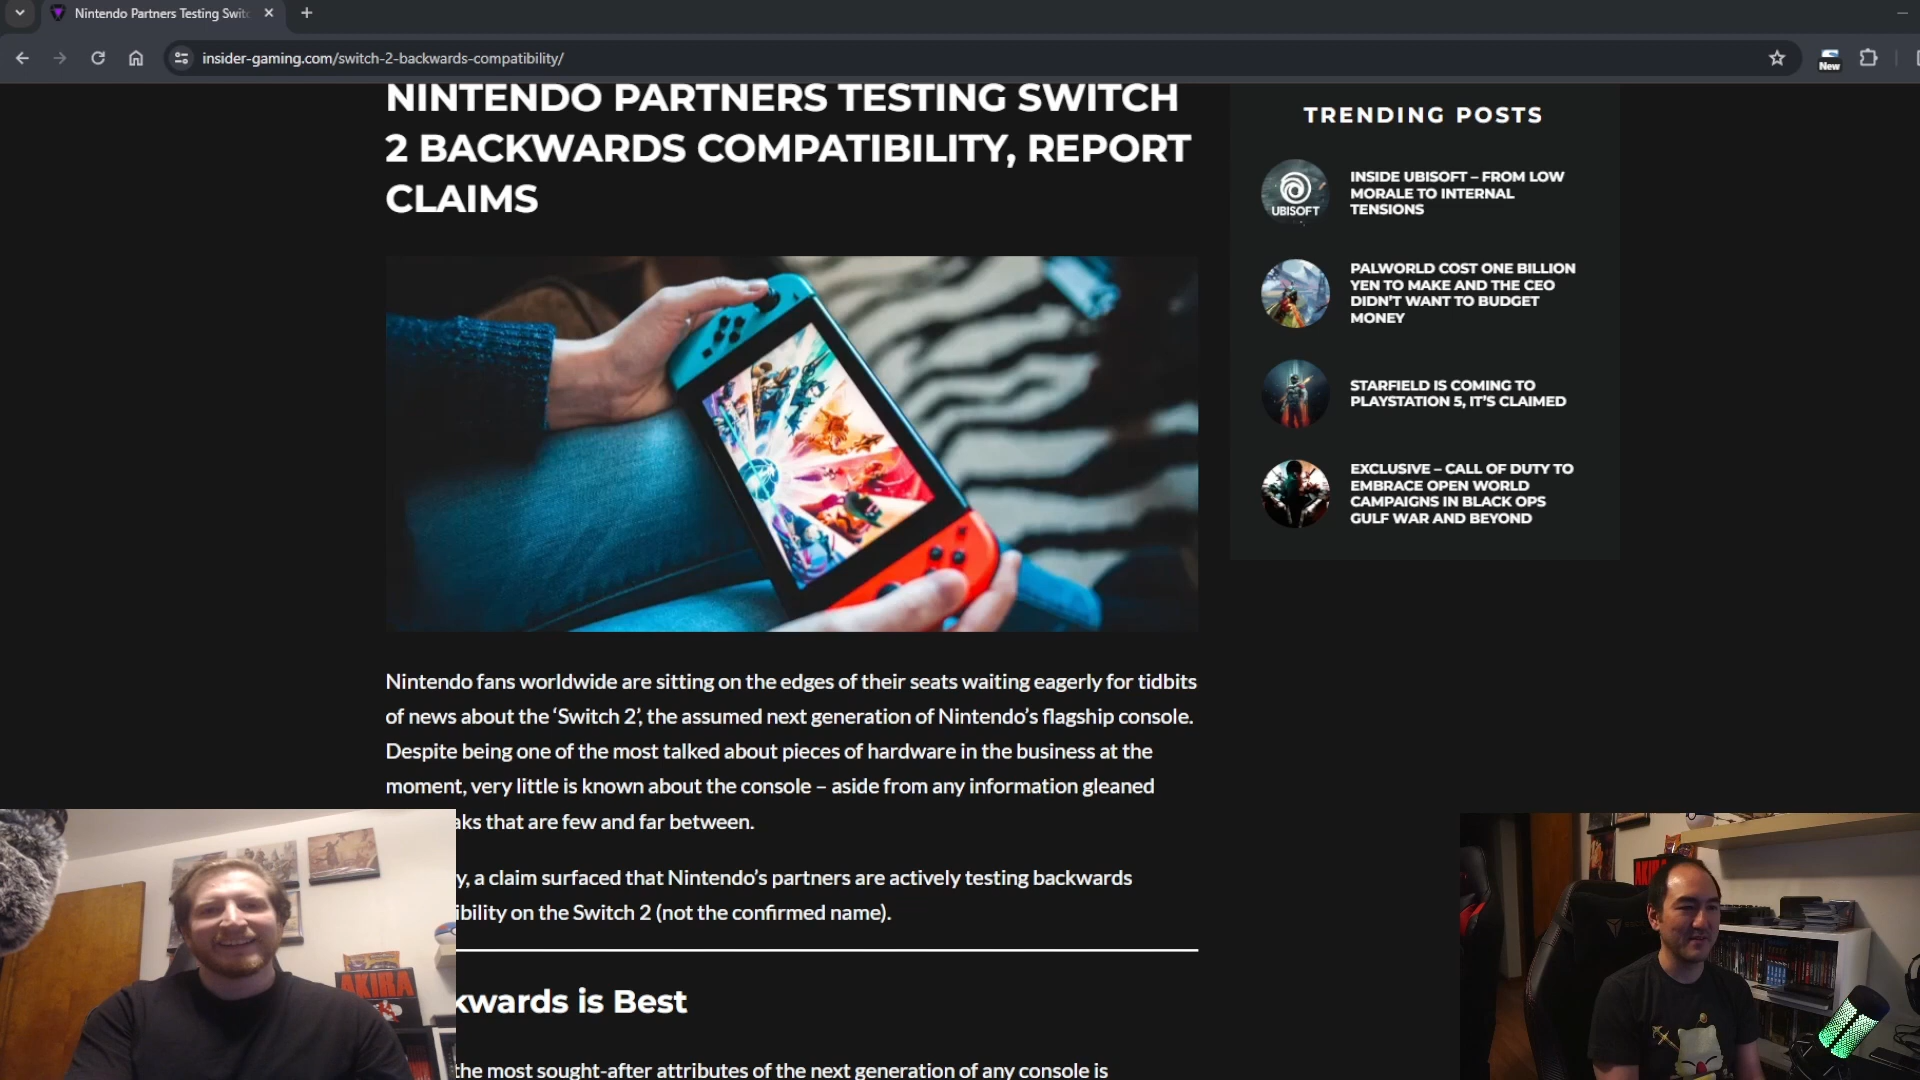 Nintendo Partners Testing Swit
insider-gaming.com/switch-2-backwards-compatibility/
New
NINTENDO PARTNERS TESTING SWITCH
2 BACKWARDS COMPATIBILITY, REPORT
CLAIMS
TRENDING POSTS
UBISOFT
INSIDE UBISOFT – FROM LOW
MORALE TO INTERNAL
TENSIONS
PALWORLD COST ONE BILLION
YEN TO MAKE AND THE CEO
DIDN'T WANT TO BUDGET
MONEY
STARFIELD IS COMING TO
PLAYSTATION 5, IT'S CLAIMED
EXCLUSIVE – CALL OF DUTY TO
EMBRACE OPEN WORLD
CAMPAIGNS IN BLACK OPS
GULF WAR AND BEYOND
Nintendo fans worldwide are sitting on the edges of their seats waiting eagerly for tidbits
of news about the ‘Switch 2’, the assumed next generation of Nintendo’s flagship console.
Despite being one of the most talked about pieces of hardware in the business at the
moment, very little is known about the console – aside from any information gleaned
aks that are few and far between.
y, a claim surfaced that Nintendo’s partners are actively testing backwards
ibility on the Switch 2 (not the confirmed name).
kwards is Best
the most sought-after attributes of the next generation of any console is
AKIRA
AKIRA